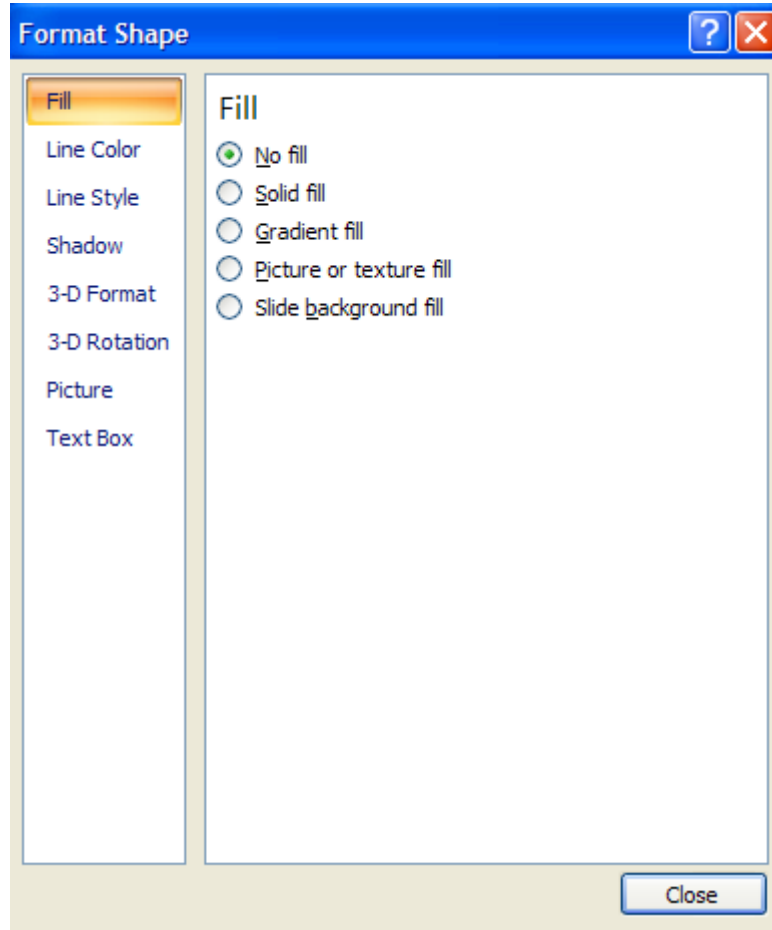 Format Shape
?
Fill
Line Color
Line Style
Shadow
3-D Format
3-D Rotation
Picture
Text Box
Fill
No fill
Solid fill
Gradient fill
Picture or texture fill
Slide background fill
Close